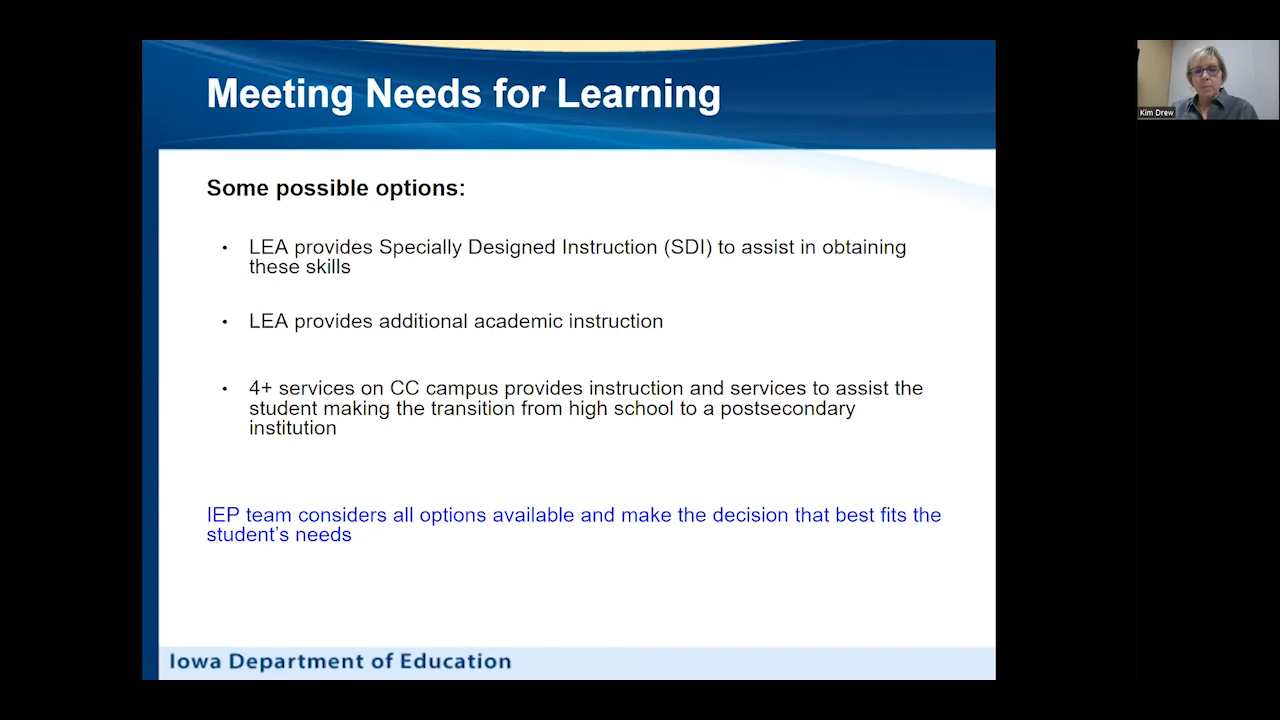 Meeting Needs for Learning
Kim Drew
Some possible options:
• LEA provides Specially Designed Instruction (SDI) to assist in obtaining
these skills
• LEA provides additional academic instruction
• 4+ services on CC campus provides instruction and services to assist the
student making the transition from high school to a postsecondary
institution
IEP team considers all options available and make the decision that best fits the
student's needs
Iowa Department of Education